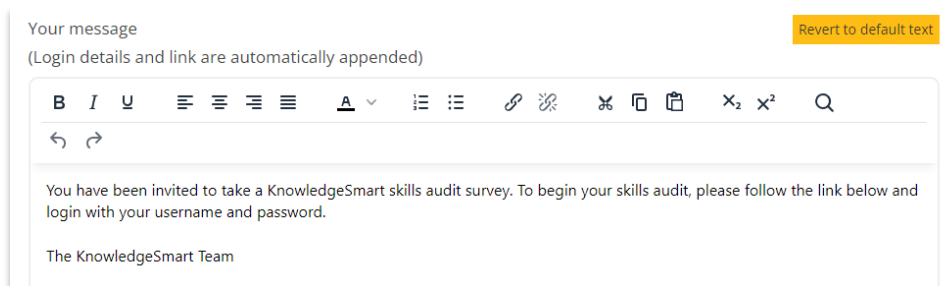 Your message
Revert to default text
(Login details and link are automatically appended)
B I U A X₂ X²
You have been invited to take a KnowledgeSmart skills audit survey. To begin your skills audit, please follow the link below and
login with your username and password.
The KnowledgeSmart Team